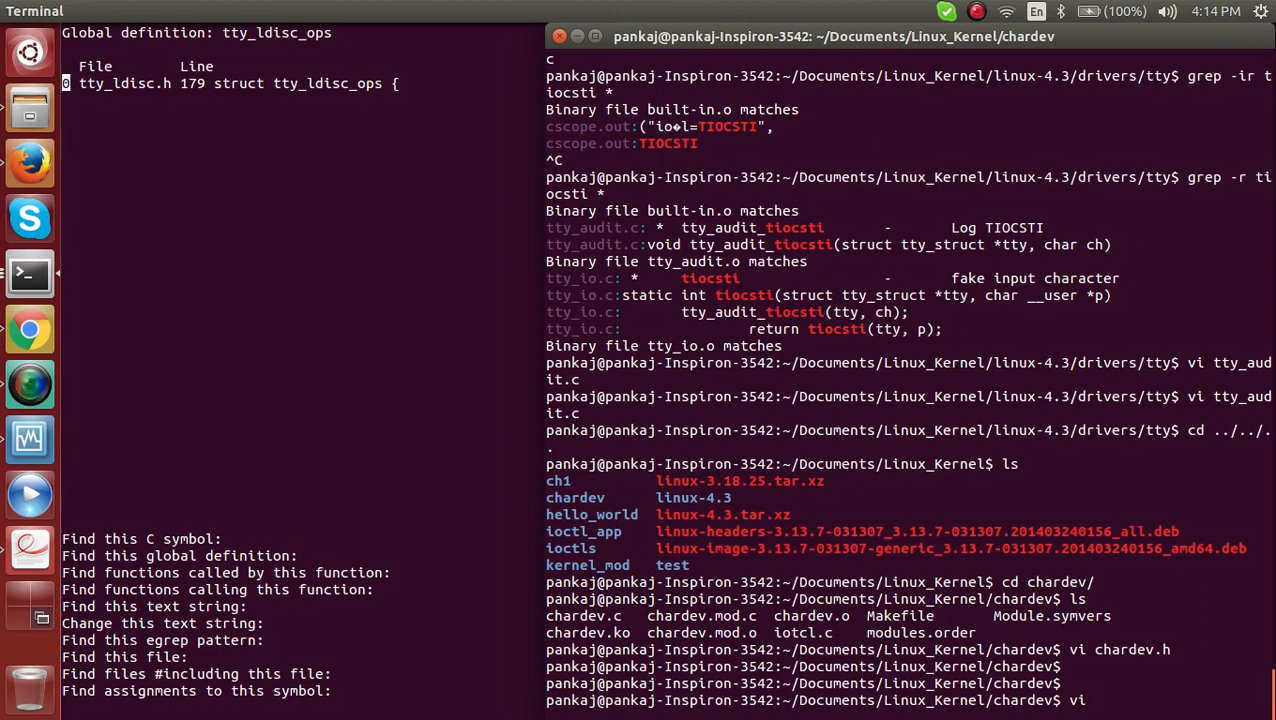 Terminal
En
(100%)
4:14 PM
Global definition: tty_ldisc_ops
File Line
0 tty_ldisc.h 179 struct tty_ldisc_ops {
Find this C symbol:
Find this global definition:
Find functions called by this function:
Find functions calling this function:
Find this text string:
Change this text string:
Find this egrep pattern:
Find this file:
Find files #including this file:
Find assignments to this symbol:
pankaj@pankaj-Inspiron-3542: ~/Documents/Linux_Kernel/chardev
c
pankaj@pankaj-Inspiron-3542:~/Documents/Linux_Kernel/linux-4.3/drivers/tty$ grep -ir t
iocsti *
Binary file built-in.o matches
cscope.out:("io�l=TIOCSTI",
cscope.out:TIOCSTI
^C
pankaj@pankaj-Inspiron-3542:~/Documents/Linux_Kernel/linux-4.3/drivers/tty$ grep -r ti
ocsti *
Binary file built-in.o matches
tty_audit.c: * tty_audit_tiocsti - Log TIOCSTI
tty_audit.c:void tty_audit_tiocsti(struct tty_struct *tty, char ch)
Binary file tty_audit.o matches
tty_io.c: * tiocsti - fake input character
tty_io.c:static int tiocsti(struct tty_struct *tty, char __user *p)
tty_io.c: tty_audit_tiocsti(tty, ch);
tty_io.c: return tiocsti(tty, p);
Binary file tty_io.o matches
pankaj@pankaj-Inspiron-3542:~/Documents/Linux_Kernel/linux-4.3/drivers/tty$ vi tty_aud
it.c
pankaj@pankaj-Inspiron-3542:~/Documents/Linux_Kernel/linux-4.3/drivers/tty$ vi tty_aud
it.c
pankaj@pankaj-Inspiron-3542:~/Documents/Linux_Kernel/linux-4.3/drivers/tty$ cd ../../.
.
pankaj@pankaj-Inspiron-3542:~/Documents/Linux_Kernel$ ls
ch1 linux-3.18.25.tar.xz
chardev linux-4.3
hello_world linux-4.3.tar.xz
ioctl_app linux-headers-3.13.7-031307_3.13.7-031307.201403240156_all.deb
ioctls linux-image-3.13.7-031307-generic_3.13.7-031307.201403240156_amd64.deb
kernel_mod test
pankaj@pankaj-Inspiron-3542:~/Documents/Linux_Kernel$ cd chardev/
pankaj@pankaj-Inspiron-3542:~/Documents/Linux_Kernel/chardev$ ls
chardev.c chardev.mod.c chardev.o Makefile Module.symvers
chardev.ko chardev.mod.o iotcl.c modules.order
pankaj@pankaj-Inspiron-3542:~/Documents/Linux_Kernel/chardev$ vi chardev.h
pankaj@pankaj-Inspiron-3542:~/Documents/Linux_Kernel/chardev$
pankaj@pankaj-Inspiron-3542:~/Documents/Linux_Kernel/chardev$
pankaj@pankaj-Inspiron-3542:~/Documents/Linux_Kernel/chardev$ vi